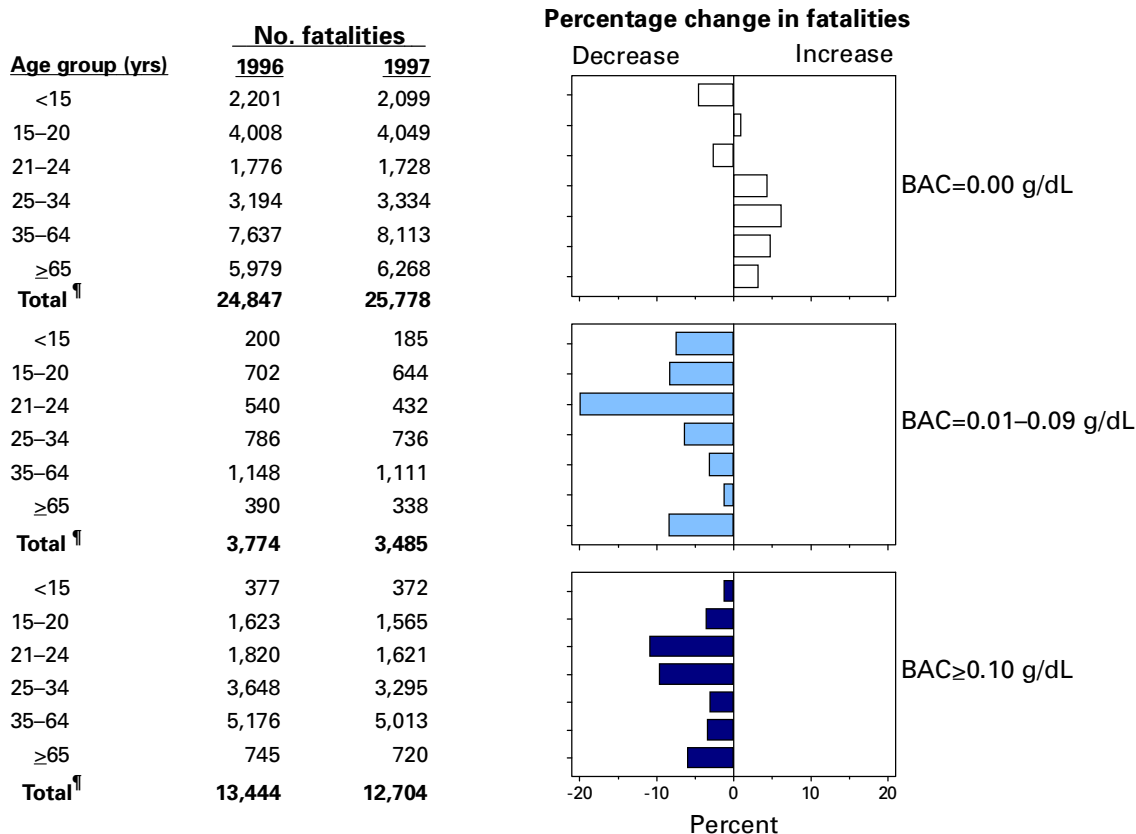 Percentage change in fatalities
No. fatalities
Decrease Increase
Age group (yrs) 1996 1997
<15 2,201 2,099
15–20 4,008 4,049
21–24 1,776 1,728
25–34 3,194 3,334
35–64 7,637 8,113
≥65 5,979 6,268
Total ¶ 24,847 25,778
BAC=0.00 g/dL
<15 200 185
15–20 702 644
21–24 540 432
25–34 786 736
35–64 1,148 1,111
≥65 390 338
Total ¶ 3,774 3,485
BAC=0.01–0.09 g/dL
<15 377 372
15–20 1,623 1,565
21–24 1,820 1,621
25–34 3,648 3,295
35–64 5,176 5,013
≥65 745 720
Total¶ 13,444 12,704
BAC≥0.10 g/dL
-20 -10 0 10 20
Percent